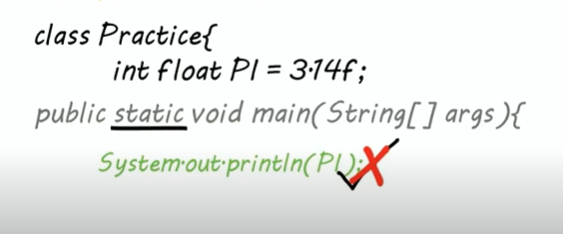 class Practice{
int float PI = 3.14f;
public static void main(String[] args){
System.out.println(PI);